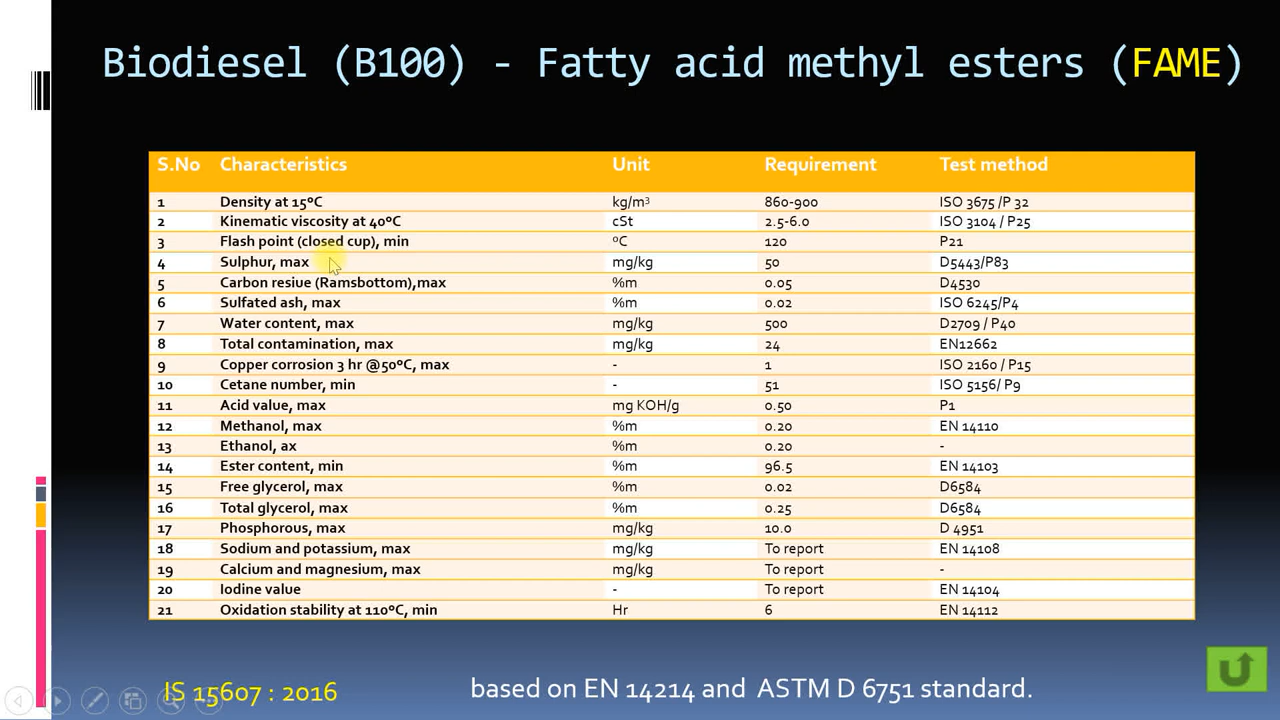 Biodiesel (B100) - Fatty acid methyl esters (FAME)
S.No Characteristics Unit Requirement Test method
1 Density at 15ºC kg/m³ 860-900 ISO 3675 /P 32
2 Kinematic viscosity at 40ºC cSt 2.5-6.0 ISO 3104 / P25
3 Flash point (closed cup), min ºC 120 P21
4 Sulphur, max mg/kg 50 D5443/P83
5 Carbon resiue (Ramsbottom),max %m 0.05 D4530
6 Sulfated ash, max %m 0.02 ISO 6245/P4
7 Water content, max mg/kg 500 D2709 / P40
8 Total contamination, max mg/kg 24 EN12662
9 Copper corrosion 3 hr @50ºC, max - 1 ISO 2160 / P15
10 Cetane number, min - 51 ISO 5156/ P9
11 Acid value, max mg KOH/g 0.50 P1
12 Methanol, max %m 0.20 EN 14110
13 Ethanol, ax %m 0.20 -
14 Ester content, min %m 96.5 EN 14103
15 Free glycerol, max %m 0.02 D6584
16 Total glycerol, max %m 0.25 D6584
17 Phosphorous, max mg/kg 10.0 D 4951
18 Sodium and potassium, max mg/kg To report EN 14108
19 Calcium and magnesium, max mg/kg To report -
20 Iodine value - To report EN 14104
21 Oxidation stability at 110ºC, min Hr 6 EN 14112
IS 15607 : 2016 based on EN 14214 and ASTM D 6751 standard.